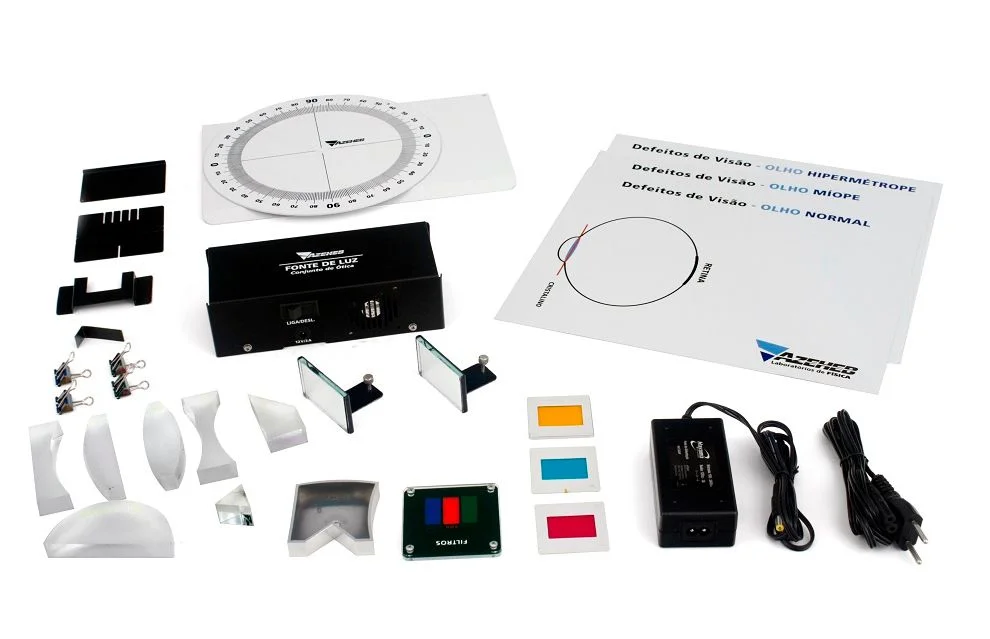 90
AZEHEB
90
Defeitos de Visão - OLHO HIPERMÉTROPE
Defeitos de Visão - OLHO MÍOPE
Defeitos de Visão - OLHO NORMAL
RETINA
CRISTALINO
AZEHEB
Laboratórios de FÍSICA
AZEHEB
FONTE DE LUZ
Conjunto de Ótica
LIGA/DESL.
12V/2A
FILTROS